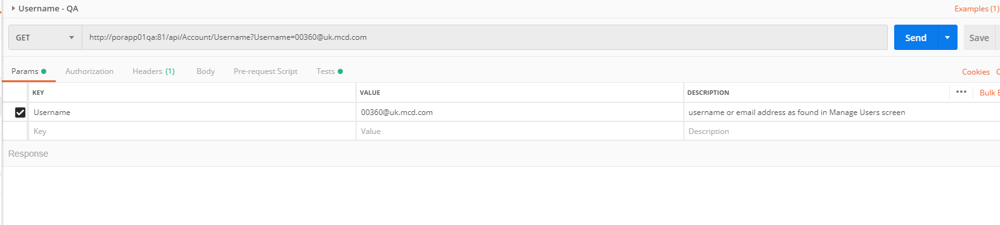 Username - QA
Examples (1)
GET
http://porapp01qa:81/api/Account/Username?Username=00360@uk.mcd.com
Send
Save
Params
Authorization
Headers (1)
Body
Pre-request Script
Tests
Cookies
KEY
VALUE
DESCRIPTION
Bulk
Username
00360@uk.mcd.com
username or email address as found in Manage Users screen
Key
Value
Description
Response